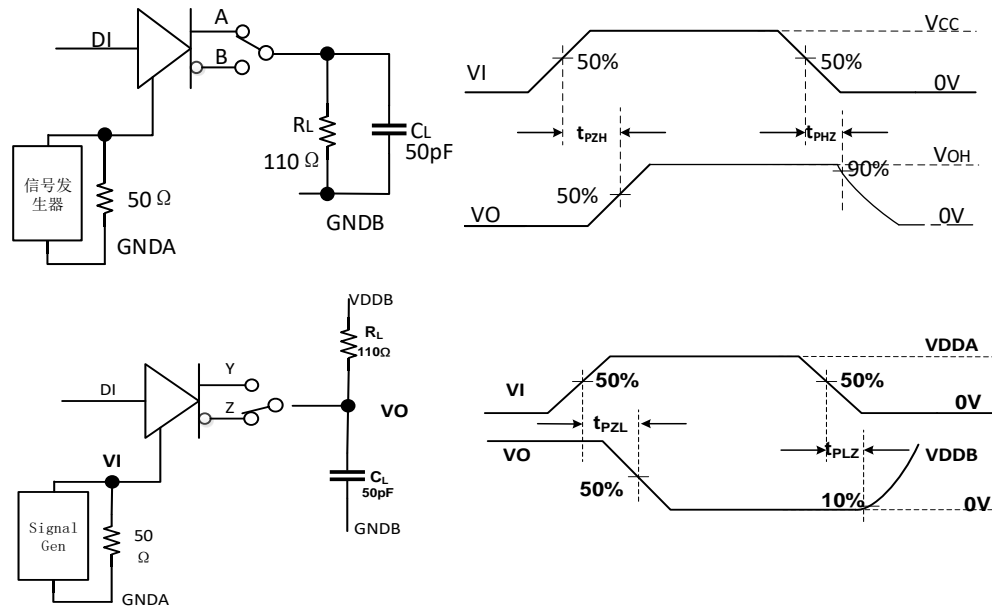 A
DI
B
RL
110 Ω
CL
50pF
信号发
生器
50 Ω
GNDA
GNDB
VCC
VI
50%
50%
0V
tPZH
tPHZ
VOH
50%
90%
VO
0V
VDDB
RL
110Ω
Y
DI
Z
VO
VI
CL
50pF
Signal
Gen
50
Ω
GNDB
GNDA
VDDA
50%
50%
VI
0V
tPZL
VO
tPLZ
VDDB
50%
10%
0V